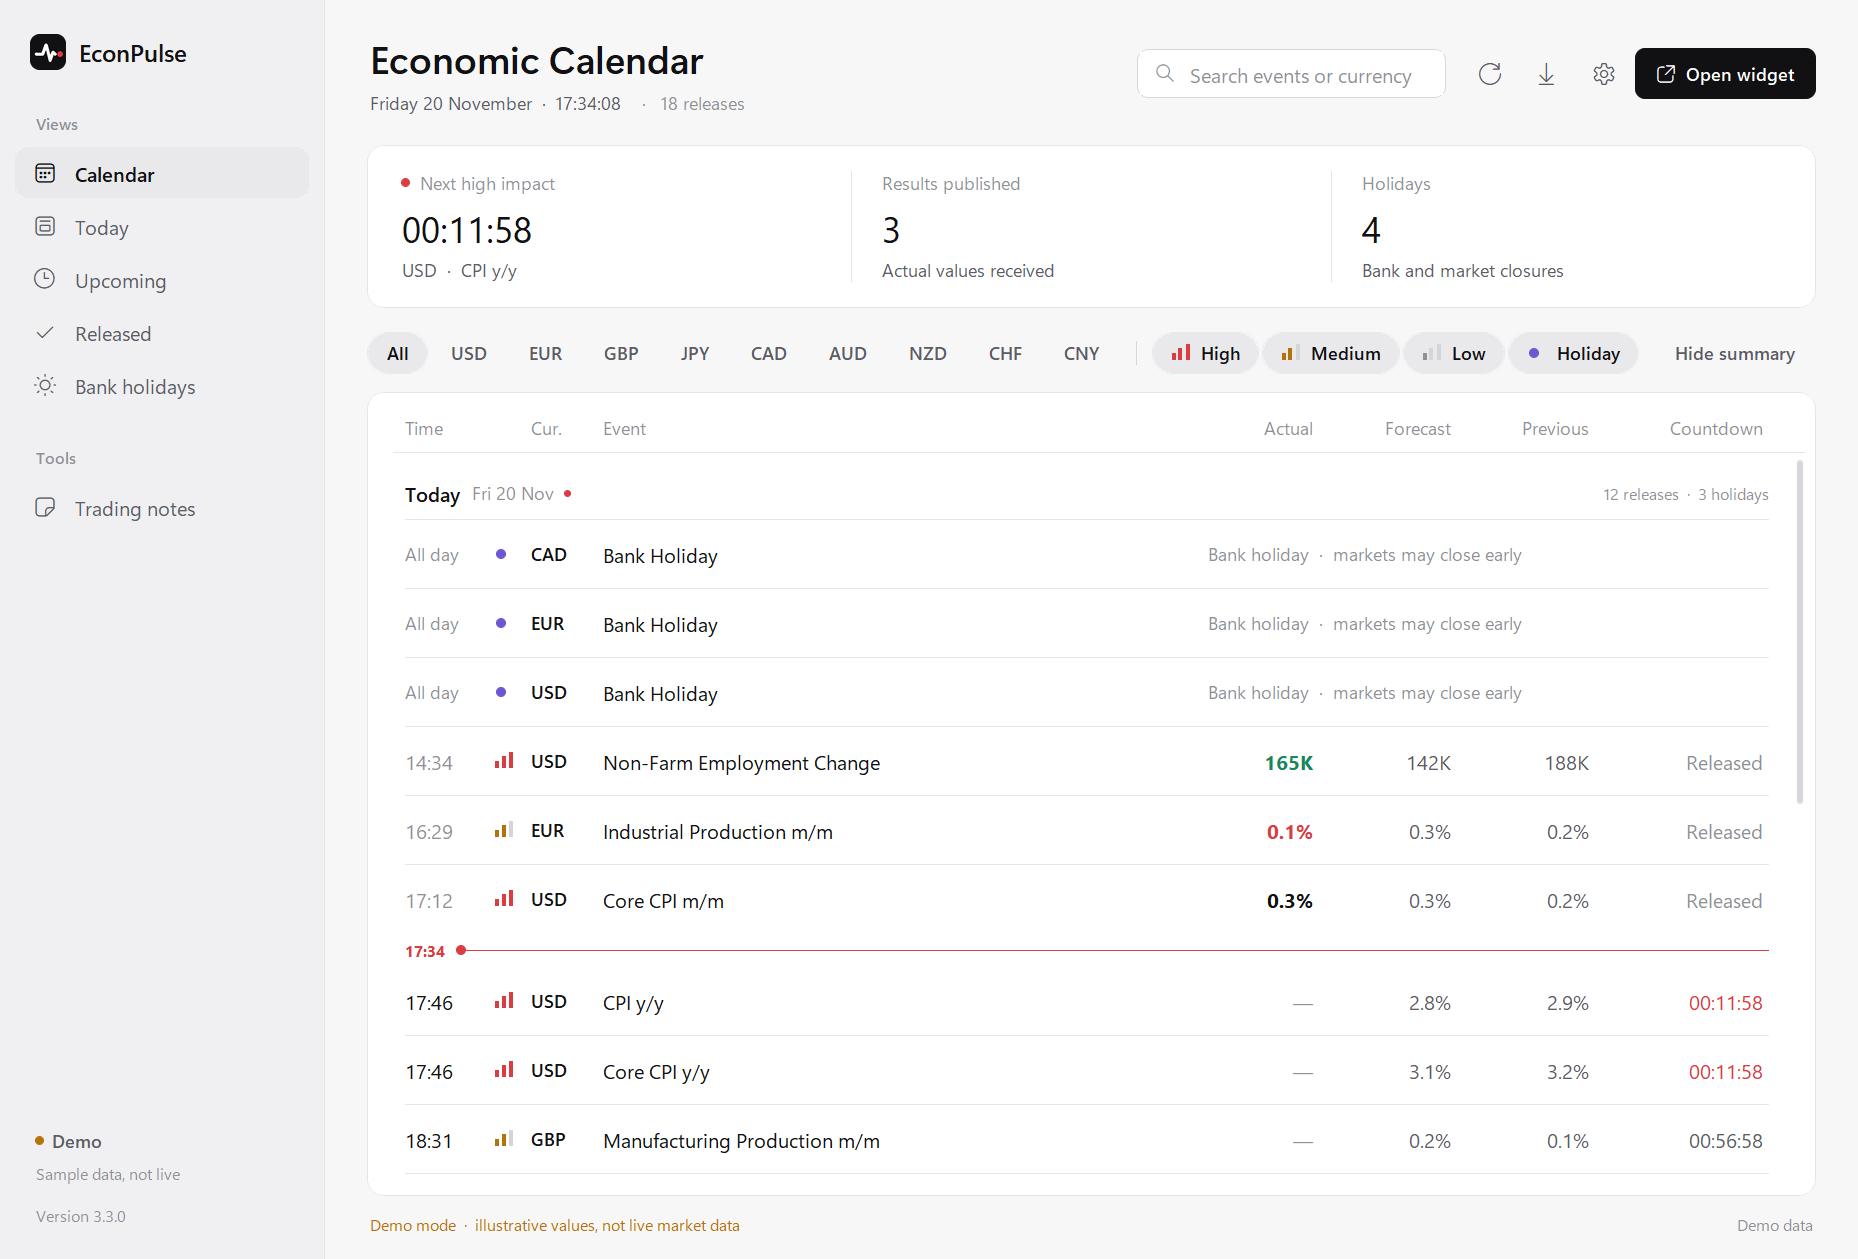 EconPulse
Views
Calendar
Today
Upcoming
Released
Bank holidays
Tools
Trading notes
Demo
Sample data, not live
Version 3.3.0
Economic Calendar
Friday 20 November · 17:34:08 · 18 releases
Search events or currency
Open widget
Next high impact
00:11:58
USD · CPI y/y
Results published
3
Actual values received
Holidays
4
Bank and market closures
All USD EUR GBP JPY CAD AUD NZD CHF CNY High Medium Low Holiday Hide summary
Time Cur. Event Actual Forecast Previous Countdown
Today Fri 20 Nov 12 releases · 3 holidays
All day CAD Bank Holiday Bank holiday · markets may close early
All day EUR Bank Holiday Bank holiday · markets may close early
All day USD Bank Holiday Bank holiday · markets may close early
14:34 USD Non-Farm Employment Change 165K 142K 188K Released
16:29 EUR Industrial Production m/m 0.1% 0.3% 0.2% Released
17:12 USD Core CPI m/m 0.3% 0.3% 0.2% Released
17:34
17:46 USD CPI y/y — 2.8% 2.9% 00:11:58
17:46 USD Core CPI y/y — 3.1% 3.2% 00:11:58
18:31 GBP Manufacturing Production m/m — 0.2% 0.1% 00:56:58
Demo mode · illustrative values, not live market data
Demo data